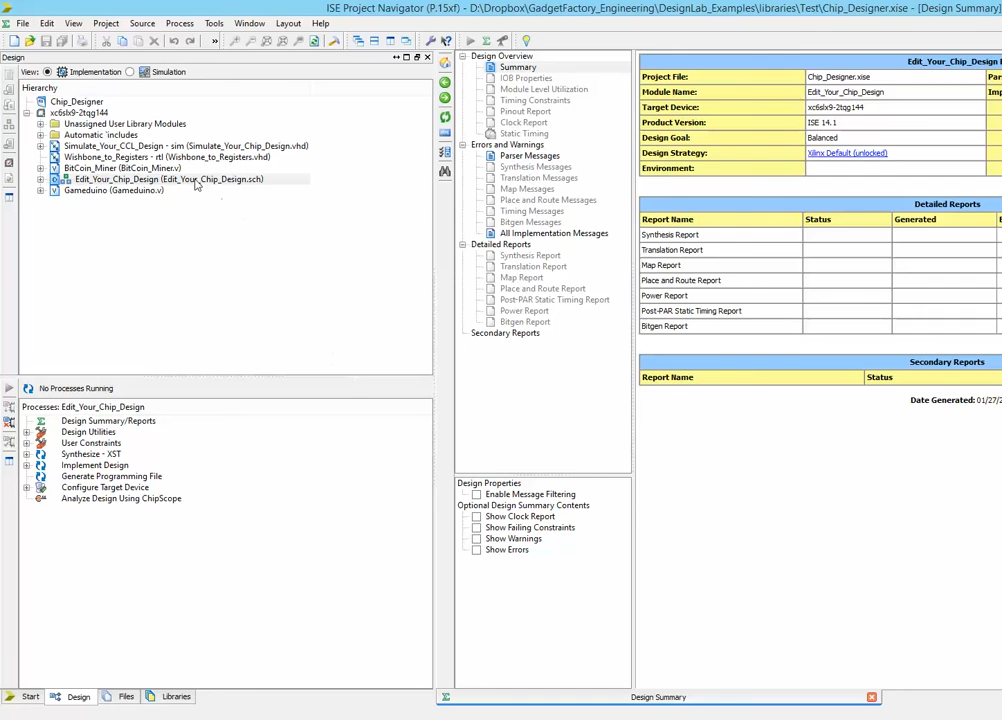 ISE Project Navigator (P.15xf) - D:\Dropbox\GadgetFactory_Engineering\DesignLab_Examples\libraries\Test\Chip_Designer.xise - [Design Summary]
File Edit View Project Source Process Tools Window Layout Help
Design
View: Implementation Simulation
Hierarchy
Chip_Designer
xc6slx9-2tqg144
Unassigned User Library Modules
Automatic `includes
Simulate_Your_CCL_Design - sim (Simulate_Your_Chip_Design.vhd)
Wishbone_to_Registers - rtl (Wishbone_to_Registers.vhd)
BitCoin_Miner (BitCoin_Miner.v)
Edit_Your_Chip_Design (Edit_Your_Chip_Design.sch)
Gameduino (Gameduino.v)
No Processes Running
Processes: Edit_Your_Chip_Design
Design Summary/Reports
Design Utilities
User Constraints
Synthesize - XST
Implement Design
Generate Programming File
Configure Target Device
Analyze Design Using ChipScope
Start Design Files Libraries
Design Overview
Summary
IOB Properties
Module Level Utilization
Timing Constraints
Pinout Report
Clock Report
Static Timing
Errors and Warnings
Parser Messages
Synthesis Messages
Translation Messages
Map Messages
Place and Route Messages
Timing Messages
Bitgen Messages
All Implementation Messages
Detailed Reports
Synthesis Report
Translation Report
Map Report
Place and Route Report
Post-PAR Static Timing Report
Power Report
Bitgen Report
Secondary Reports
Design Properties
Enable Message Filtering
Optional Design Summary Contents
Show Clock Report
Show Failing Constraints
Show Warnings
Show Errors
Edit_Your_Chip_Design
Project File: Chip_Designer.xise
Module Name: Edit_Your_Chip_Design
Target Device: xc6slx9-2tqg144
Product Version: ISE 14.1
Design Goal: Balanced
Design Strategy: Xilinx Default (unlocked)
Environment:
Detailed Reports
Report Name Status Generated
Synthesis Report
Translation Report
Map Report
Place and Route Report
Power Report
Post-PAR Static Timing Report
Bitgen Report
Secondary Reports
Report Name Status
Date Generated: 01/27/2
Design Summary